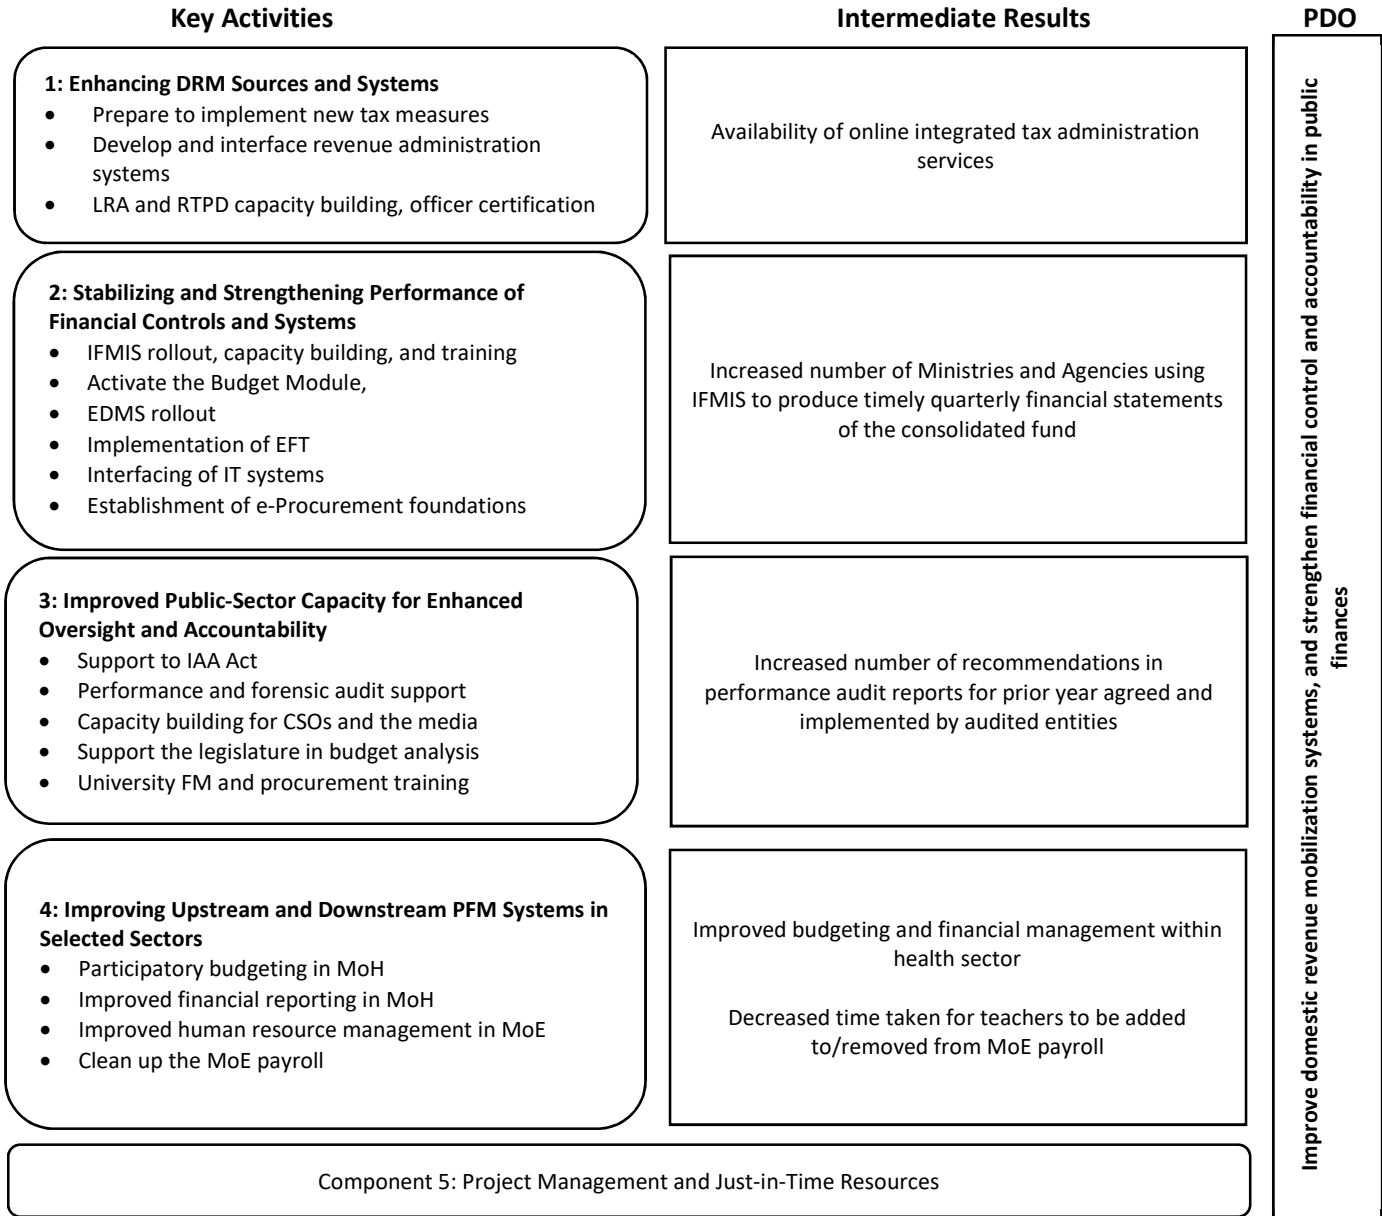 Key Activities
Intermediate Results
PDO
1: Enhancing DRM Sources and Systems
• Prepare to implement new tax measures
• Develop and interface revenue administration
systems
• LRA and RTPD capacity building, officer certification
Availability of online integrated tax administration
services
2: Stabilizing and Strengthening Performance of
Financial Controls and Systems
• IFMIS rollout, capacity building, and training
• Activate the Budget Module,
• EDMS rollout
• Implementation of EFT
• Interfacing of IT systems
• Establishment of e-Procurement foundations
Increased number of Ministries and Agencies using
IFMIS to produce timely quarterly financial statements
of the consolidated fund
3: Improved Public-Sector Capacity for Enhanced
Oversight and Accountability
• Support to IAA Act
• Performance and forensic audit support
• Capacity building for CSOs and the media
• Support the legislature in budget analysis
• University FM and procurement training
Increased number of recommendations in
performance audit reports for prior year agreed and
implemented by audited entities
4: Improving Upstream and Downstream PFM Systems in
Selected Sectors
• Participatory budgeting in MoH
• Improved financial reporting in MoH
• Improved human resource management in MoE
• Clean up the MoE payroll
Improved budgeting and financial management within
health sector
Decreased time taken for teachers to be added
to/removed from MoE payroll
Component 5: Project Management and Just-in-Time Resources
Improve domestic revenue mobilization systems, and strengthen financial control and accountability in public
finances